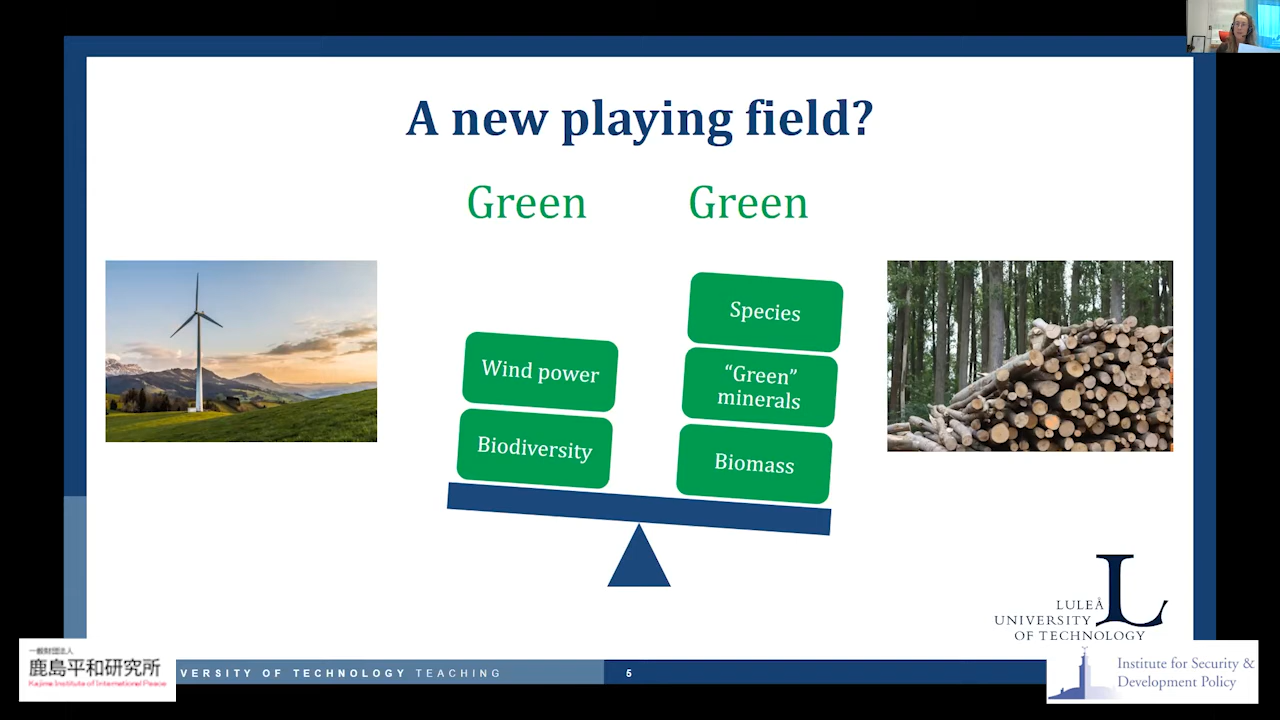 A new playing field?
Green
Green
Species
Wind power
“Green”
minerals
Biodiversity
Biomass
LULEÅ
UNIVERSITY
OF TECHNOLOGY
L
一般財団法人
鹿島平和研究所
Kajima Institute of International Peace
VERSITY OF TECHNOLOGY TEACHING
5
Institute for Security &
Development Policy